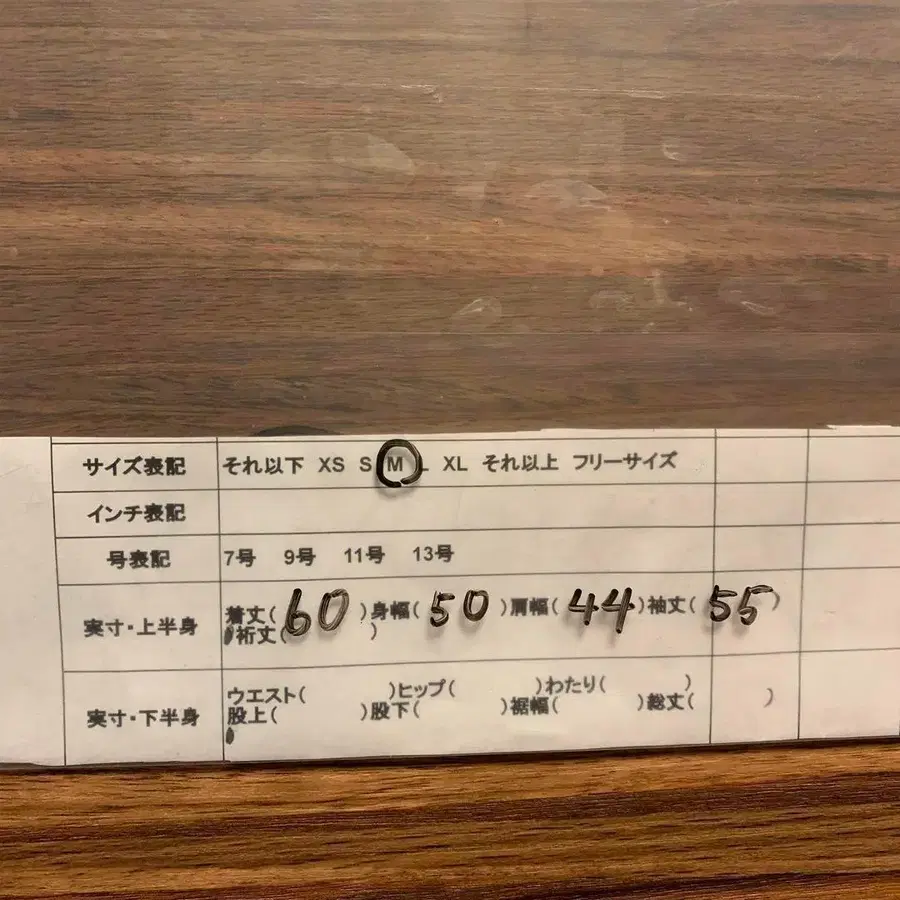 サイズ表記 それ以下 XS S M L XL それ以上 フリーサイズ
インチ表記
号表記 7号 9号 11号 13号
実寸・上半身 着丈(60)身幅(50)肩幅(44)袖丈(55)
裄丈( )
実寸・下半身 ウエスト( )ヒップ( )わたり( )
股上( )股下( )裾幅( )総丈( )